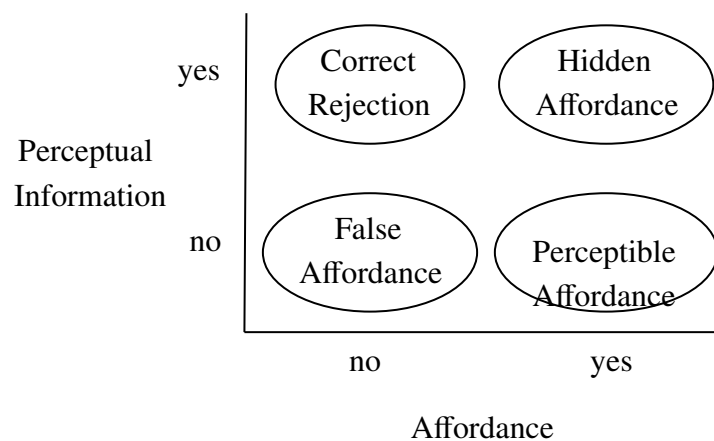 yes
Correct
Rejection
Hidden
Affordance
Perceptual
Information
no
False
Affordance
Perceptible
Affordance
no
yes
Affordance